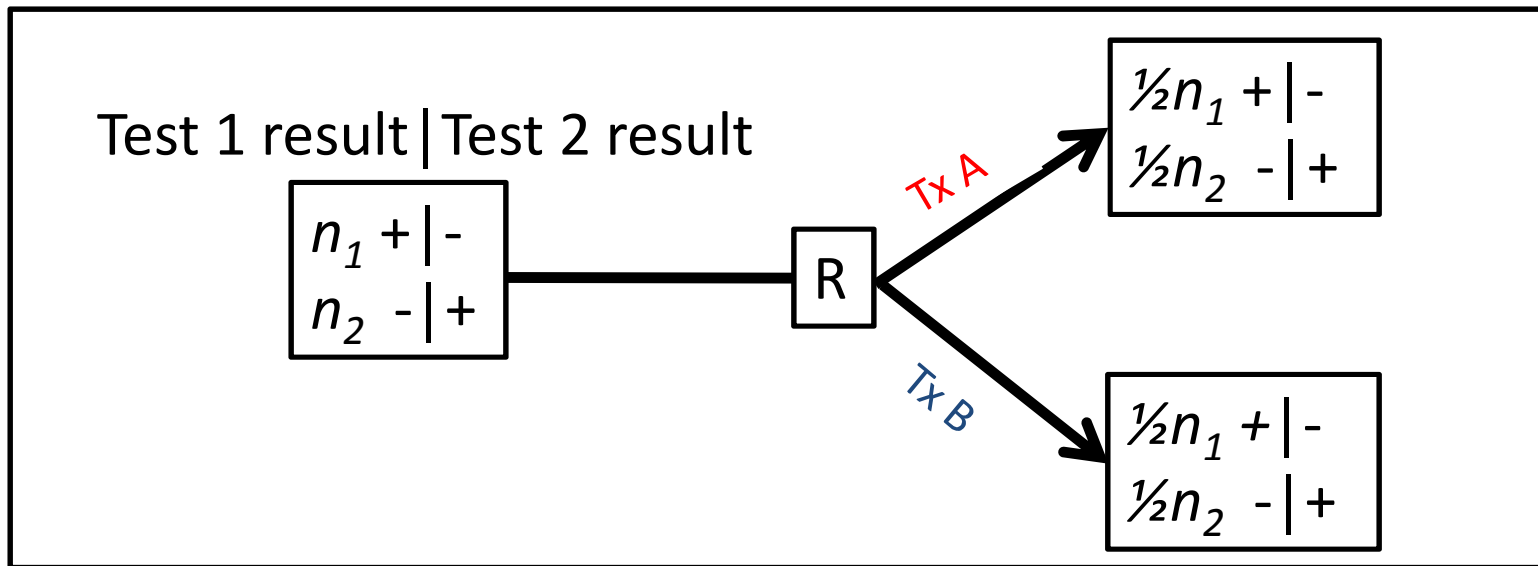 Test 1 result|Test 2 result
n₁ +|-
n₂ -|+
R
Tx A
Tx B
½n₁ +|-
½n₂ -|+
½n₁ +|-
½n₂ -|+